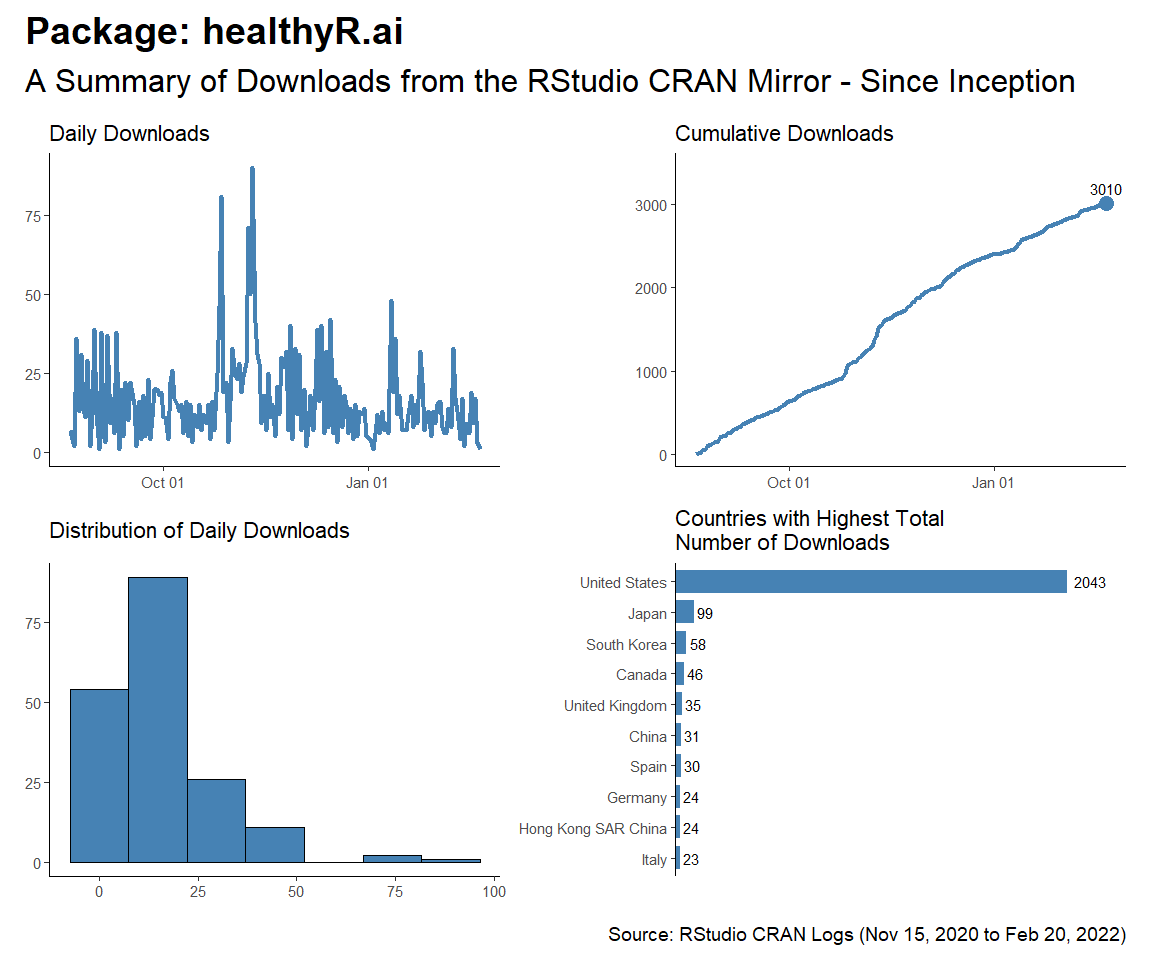 Package: healthyR.ai
A Summary of Downloads from the RStudio CRAN Mirror - Since Inception
Daily Downloads
75
50
25
0
Oct 01
Jan 01
Cumulative Downloads
3010
3000
2000
1000
0
Oct 01
Jan 01
Distribution of Daily Downloads
75
50
25
0
0
25
50
75
100
Countries with Highest Total
Number of Downloads
United States 2043
Japan 99
South Korea 58
Canada 46
United Kingdom 35
China 31
Spain 30
Germany 24
Hong Kong SAR China 24
Italy 23
Source: RStudio CRAN Logs (Nov 15, 2020 to Feb 20, 2022)